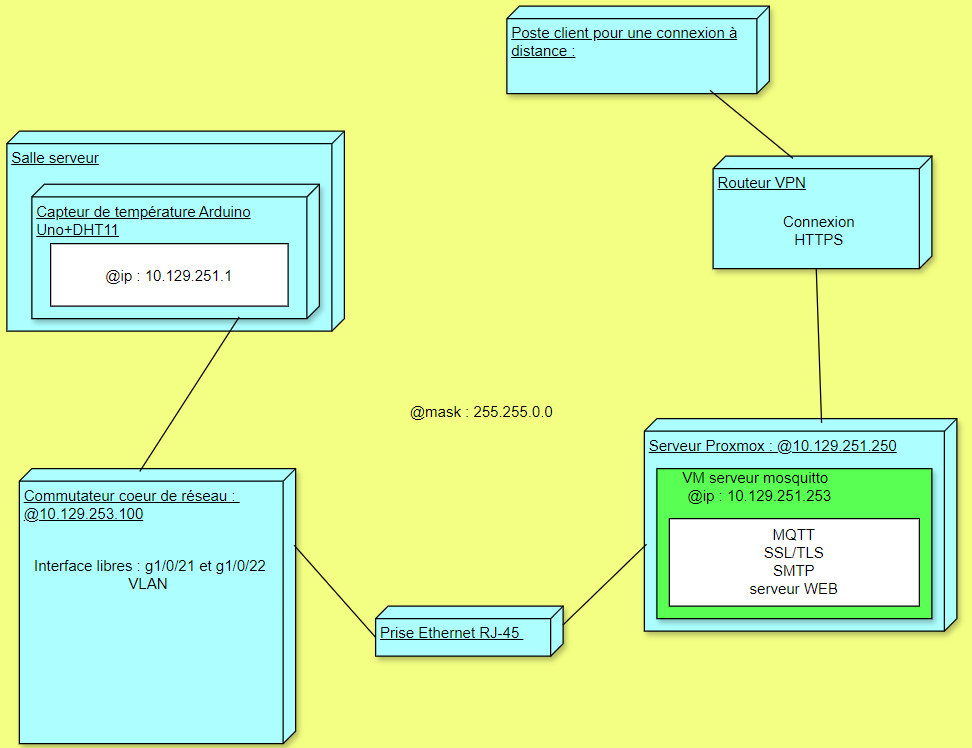 Poste client pour une connexion à
distance :
Salle serveur
Capteur de température Arduino
Uno+DHT11
@ip : 10.129.251.1
Routeur VPN
Connexion
HTTPS
@mask : 255.255.0.0
Serveur Proxmox : @10.129.251.250
VM serveur mosquitto
@ip : 10.129.251.253
MQTT
SSL/TLS
SMTP
serveur WEB
Commutateur coeur de réseau :
@10.129.253.100
Interface libres : g1/0/21 et g1/0/22
VLAN
Prise Ethernet RJ-45